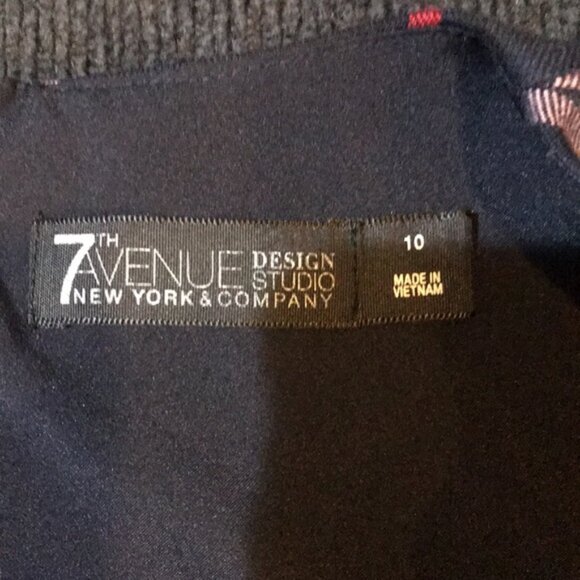 7TH AVENUE DESIGN STUDIO
NEW YORK & COMPANY
10
MADE IN
VIETNAM